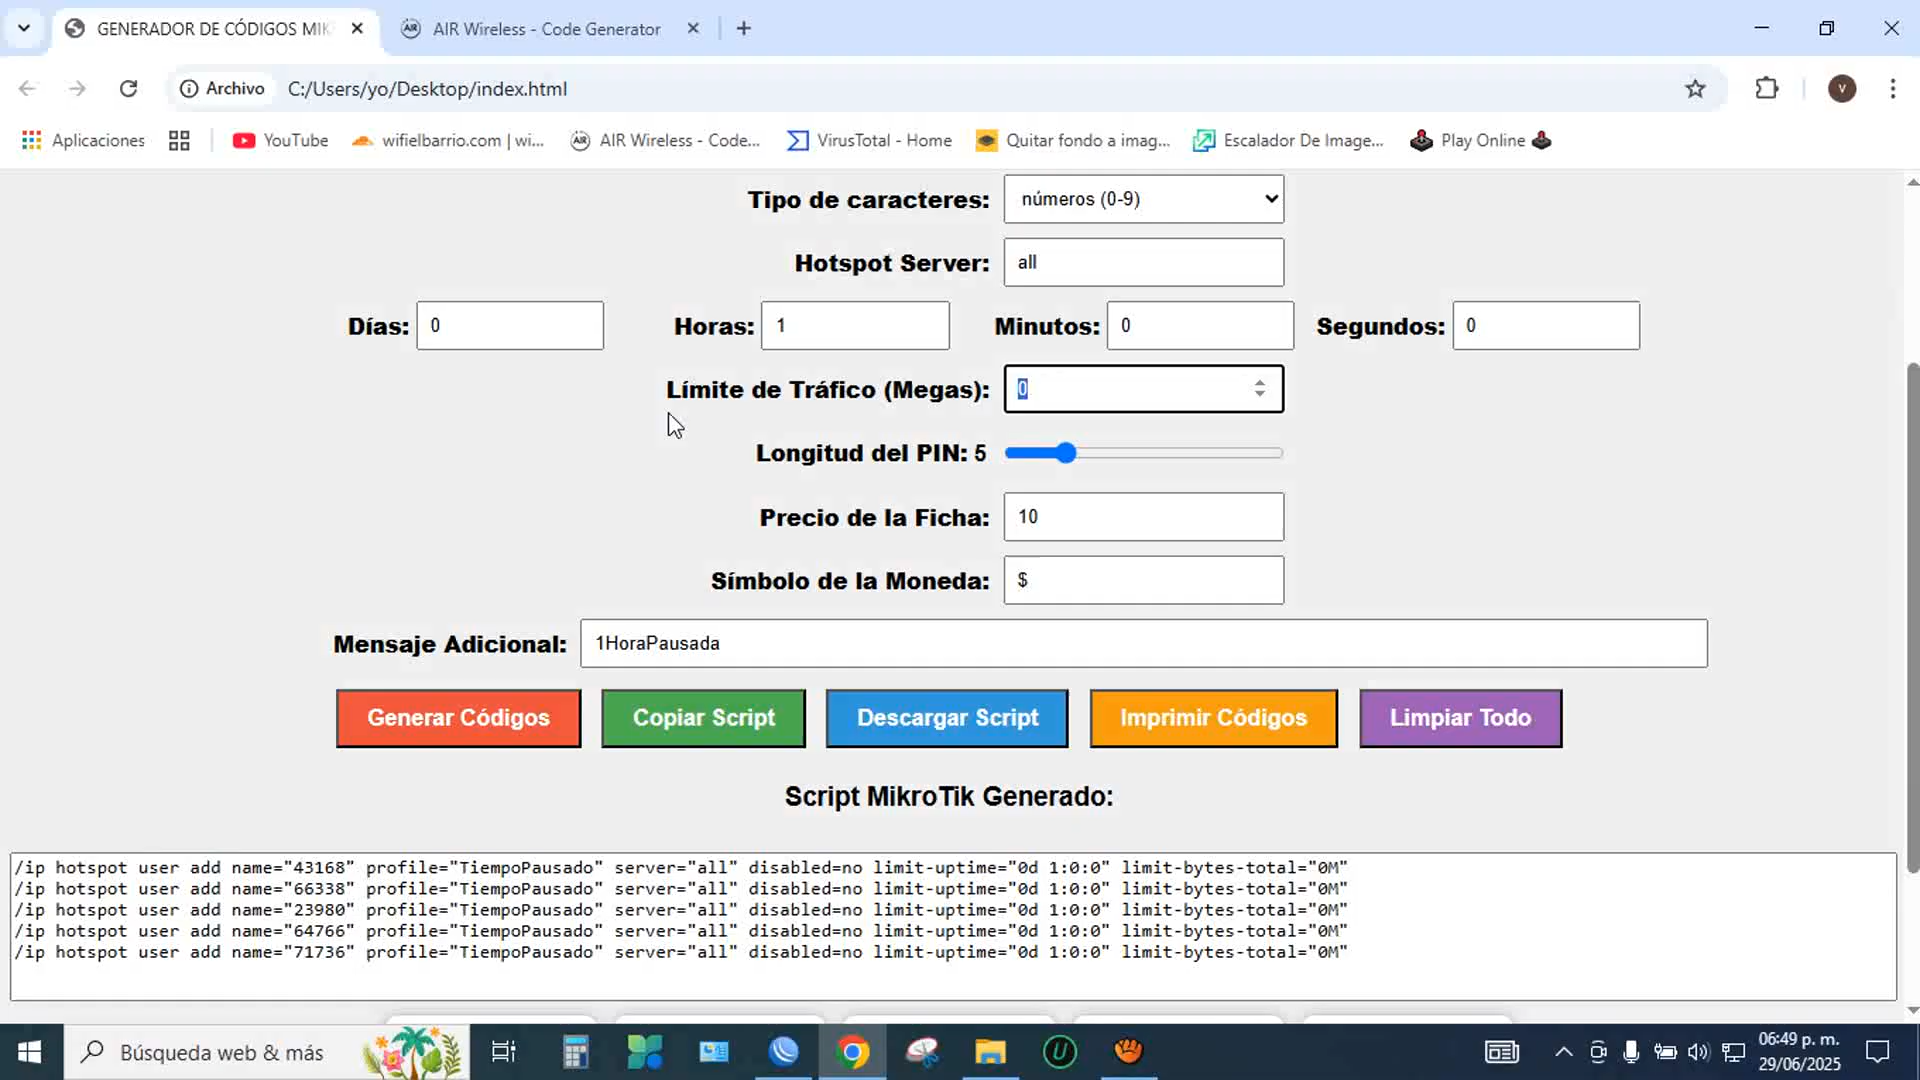 GENERADOR DE CÓDIGOS MIK
AIR Wireless - Code Generator
Archivo
C:/Users/yo/Desktop/index.html
V
Aplicaciones
YouTube
wifielbarrio.com | wi...
AIR Wireless - Code...
VirusTotal - Home
Quitar fondo a imag...
Escalador De Image...
Play Online
Tipo de caracteres: números (0-9)
Hotspot Server: all
Días: 0 Horas: 1 Minutos: 0 Segundos: 0
Límite de Tráfico (Megas): 0
Longitud del PIN: 5
Precio de la Ficha: 10
Símbolo de la Moneda: $
Mensaje Adicional: 1HoraPausada
Generar Códigos
Copiar Script
Descargar Script
Imprimir Códigos
Limpiar Todo
Script MikroTik Generado:
/ip hotspot user add name="43168" profile="TiempoPausado" server="all" disabled=no limit-uptime="0d 1:0:0" limit-bytes-total="0M"
/ip hotspot user add name="66338" profile="TiempoPausado" server="all" disabled=no limit-uptime="0d 1:0:0" limit-bytes-total="0M"
/ip hotspot user add name="23980" profile="TiempoPausado" server="all" disabled=no limit-uptime="0d 1:0:0" limit-bytes-total="0M"
/ip hotspot user add name="64766" profile="TiempoPausado" server="all" disabled=no limit-uptime="0d 1:0:0" limit-bytes-total="0M"
/ip hotspot user add name="71736" profile="TiempoPausado" server="all" disabled=no limit-uptime="0d 1:0:0" limit-bytes-total="0M"
Búsqueda web & más
06:49 p. m.
29/06/2025